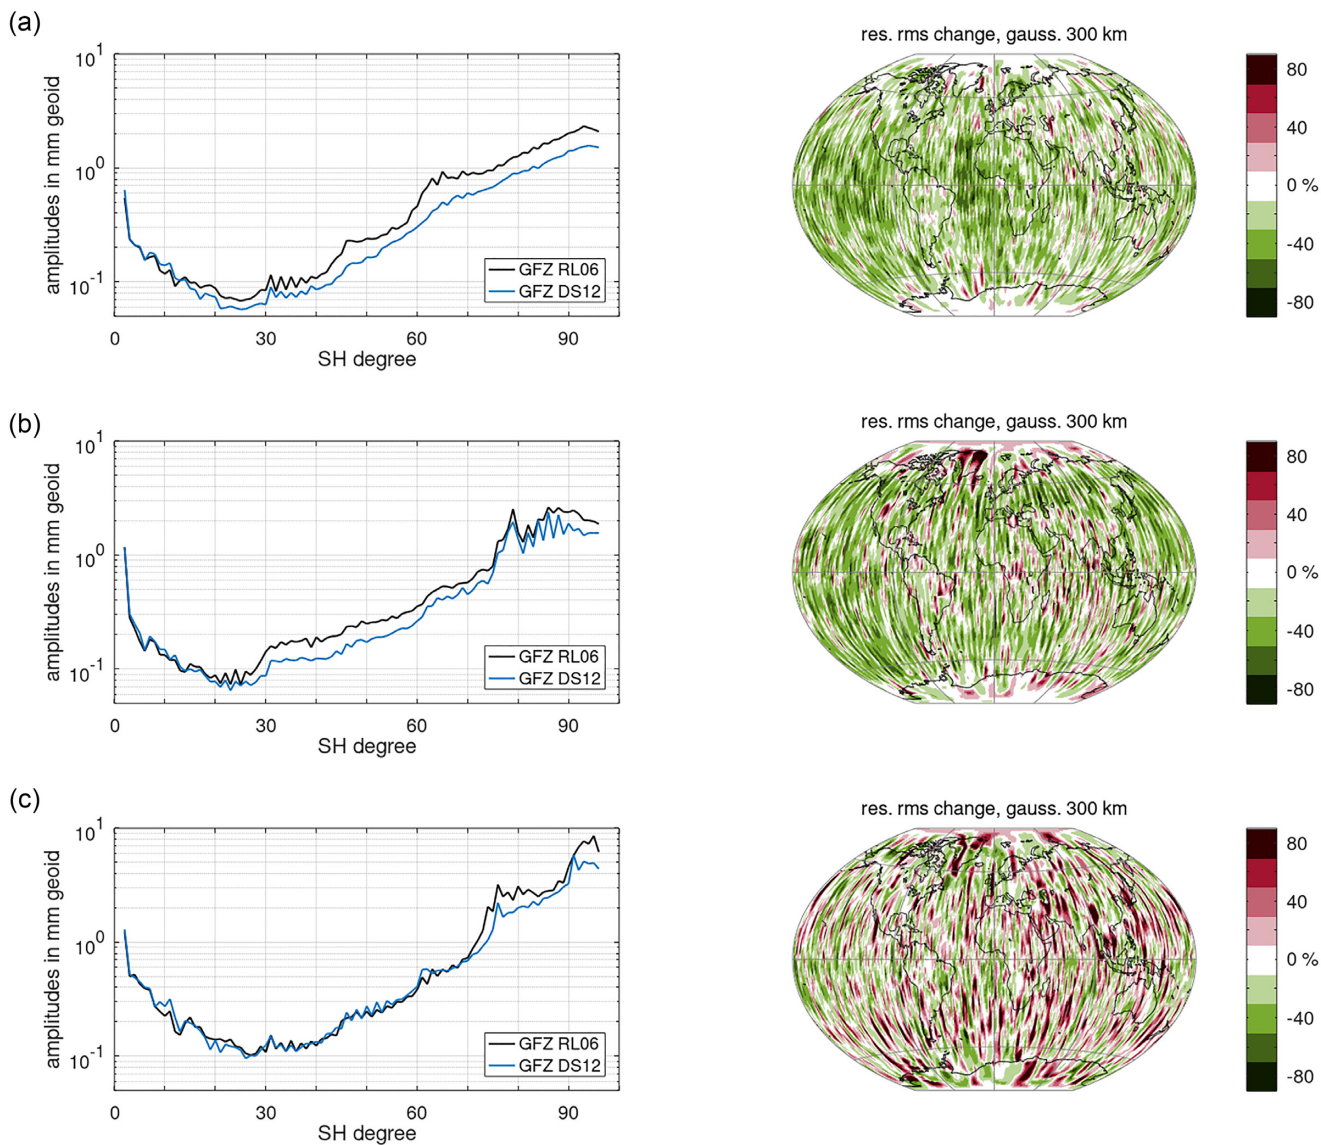 (a)
res. rms change, gauss. 300 km
amplitudes in mm geoid
10^1
10^0
10^-1
GFZ RL06
GFZ DS12
0 30 60 90
SH degree
80
40
0 %
-40
-80
(b)
res. rms change, gauss. 300 km
amplitudes in mm geoid
10^1
10^0
10^-1
GFZ RL06
GFZ DS12
0 30 60 90
SH degree
80
40
0 %
-40
-80
(c)
res. rms change, gauss. 300 km
amplitudes in mm geoid
10^1
10^0
10^-1
GFZ RL06
GFZ DS12
0 30 60 90
SH degree
80
40
0 %
-40
-80